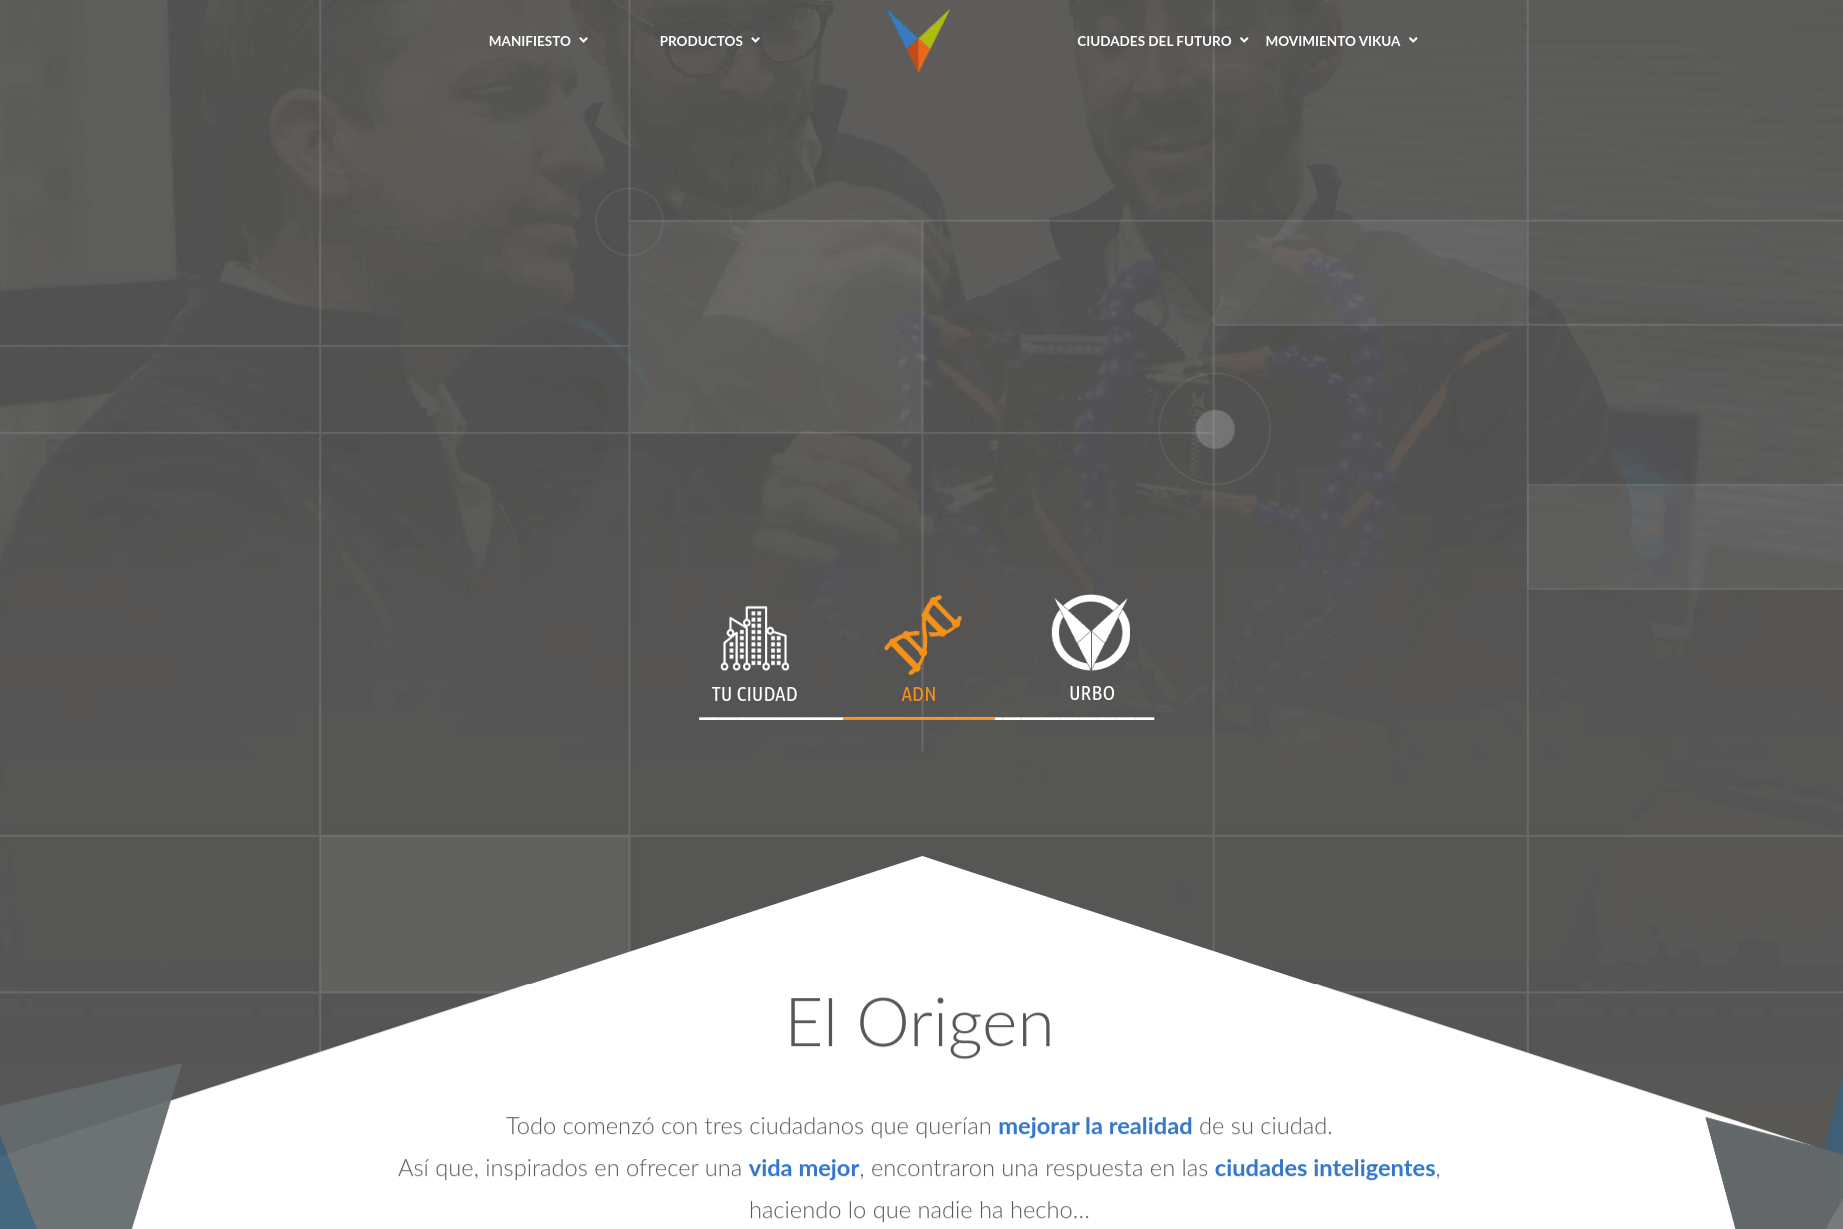 MANIFIESTO
PRODUCTOS
CIUDADES DEL FUTURO
MOVIMIENTO VIKUA
TU CIUDAD
ADN
URBO
El Origen
Todo comenzó con tres ciudadanos que querían mejorar la realidad de su ciudad.
Así que, inspirados en ofrecer una vida mejor, encontraron una respuesta en las ciudades inteligentes,
haciendo lo que nadie ha hecho...